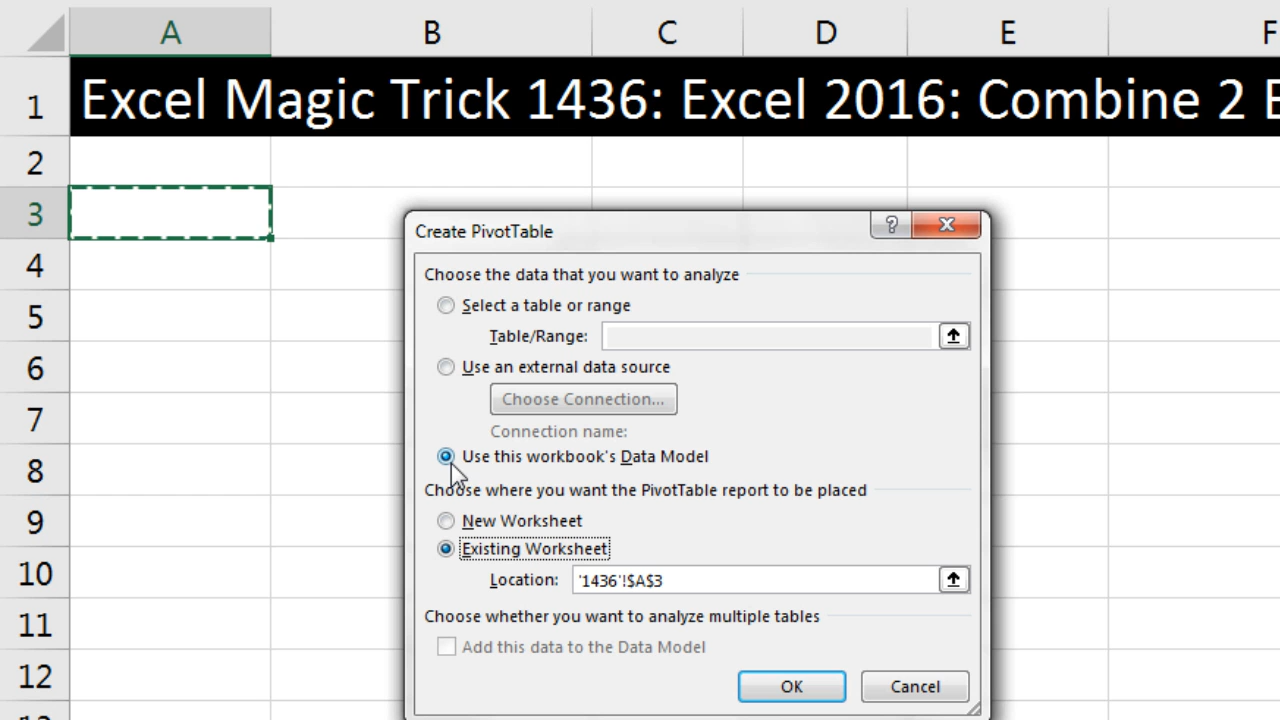 A B C D E F
1 Excel Magic Trick 1436: Excel 2016: Combine 2
2
3
Create PivotTable ?
4
Choose the data that you want to analyze
Select a table or range
5
Table/Range:
6
Use an external data source
Choose Connection...
7
Connection name:
8
Use this workbook's Data Model
Choose where you want the PivotTable report to be placed
9
New Worksheet
Existing Worksheet
10
Location: '1436'!$A$3
Choose whether you want to analyze multiple tables
11
Add this data to the Data Model
12
OK Cancel